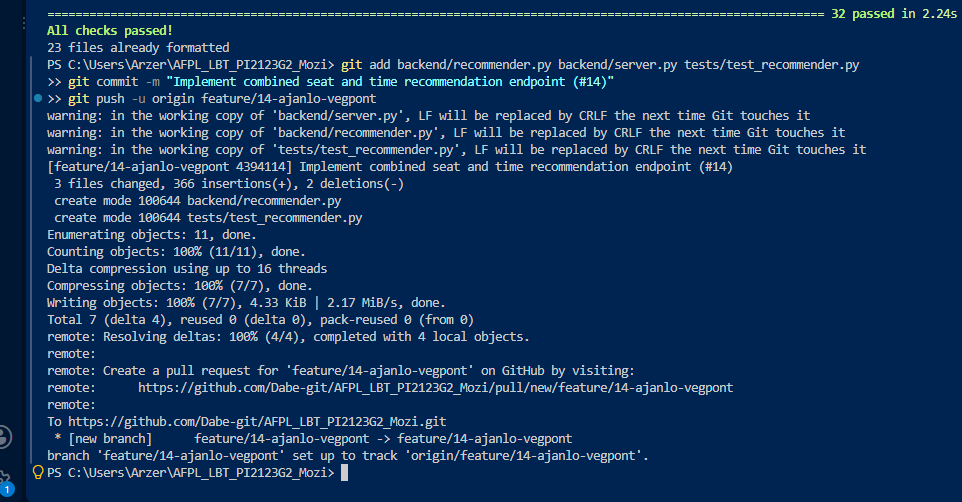 ================================================================================================================= 32 passed in 2.24s
All checks passed!
23 files already formatted
PS C:\Users\Arzer\AFPL_LBT_PI2123G2_Mozi> git add backend/recommender.py backend/server.py tests/test_recommender.py
>> git commit -m "Implement combined seat and time recommendation endpoint (#14)"
>> git push -u origin feature/14-ajanlo-vegpont
warning: in the working copy of 'backend/server.py', LF will be replaced by CRLF the next time Git touches it
warning: in the working copy of 'backend/recommender.py', LF will be replaced by CRLF the next time Git touches it
warning: in the working copy of 'tests/test_recommender.py', LF will be replaced by CRLF the next time Git touches it
[feature/14-ajanlo-vegpont 4394114] Implement combined seat and time recommendation endpoint (#14)
 3 files changed, 366 insertions(+), 2 deletions(-)
 create mode 100644 backend/recommender.py
 create mode 100644 tests/test_recommender.py
Enumerating objects: 11, done.
Counting objects: 100% (11/11), done.
Delta compression using up to 16 threads
Compressing objects: 100% (7/7), done.
Writing objects: 100% (7/7), 4.33 KiB | 2.17 MiB/s, done.
Total 7 (delta 4), reused 0 (delta 0), pack-reused 0 (from 0)
remote: Resolving deltas: 100% (4/4), completed with 4 local objects.
remote:
remote: Create a pull request for 'feature/14-ajanlo-vegpont' on GitHub by visiting:
remote:      https://github.com/Dabe-git/AFPL_LBT_PI2123G2_Mozi/pull/new/feature/14-ajanlo-vegpont
remote:
To https://github.com/Dabe-git/AFPL_LBT_PI2123G2_Mozi.git
 * [new branch]      feature/14-ajanlo-vegpont -> feature/14-ajanlo-vegpont
branch 'feature/14-ajanlo-vegpont' set up to track 'origin/feature/14-ajanlo-vegpont'.
PS C:\Users\Arzer\AFPL_LBT_PI2123G2_Mozi>
1